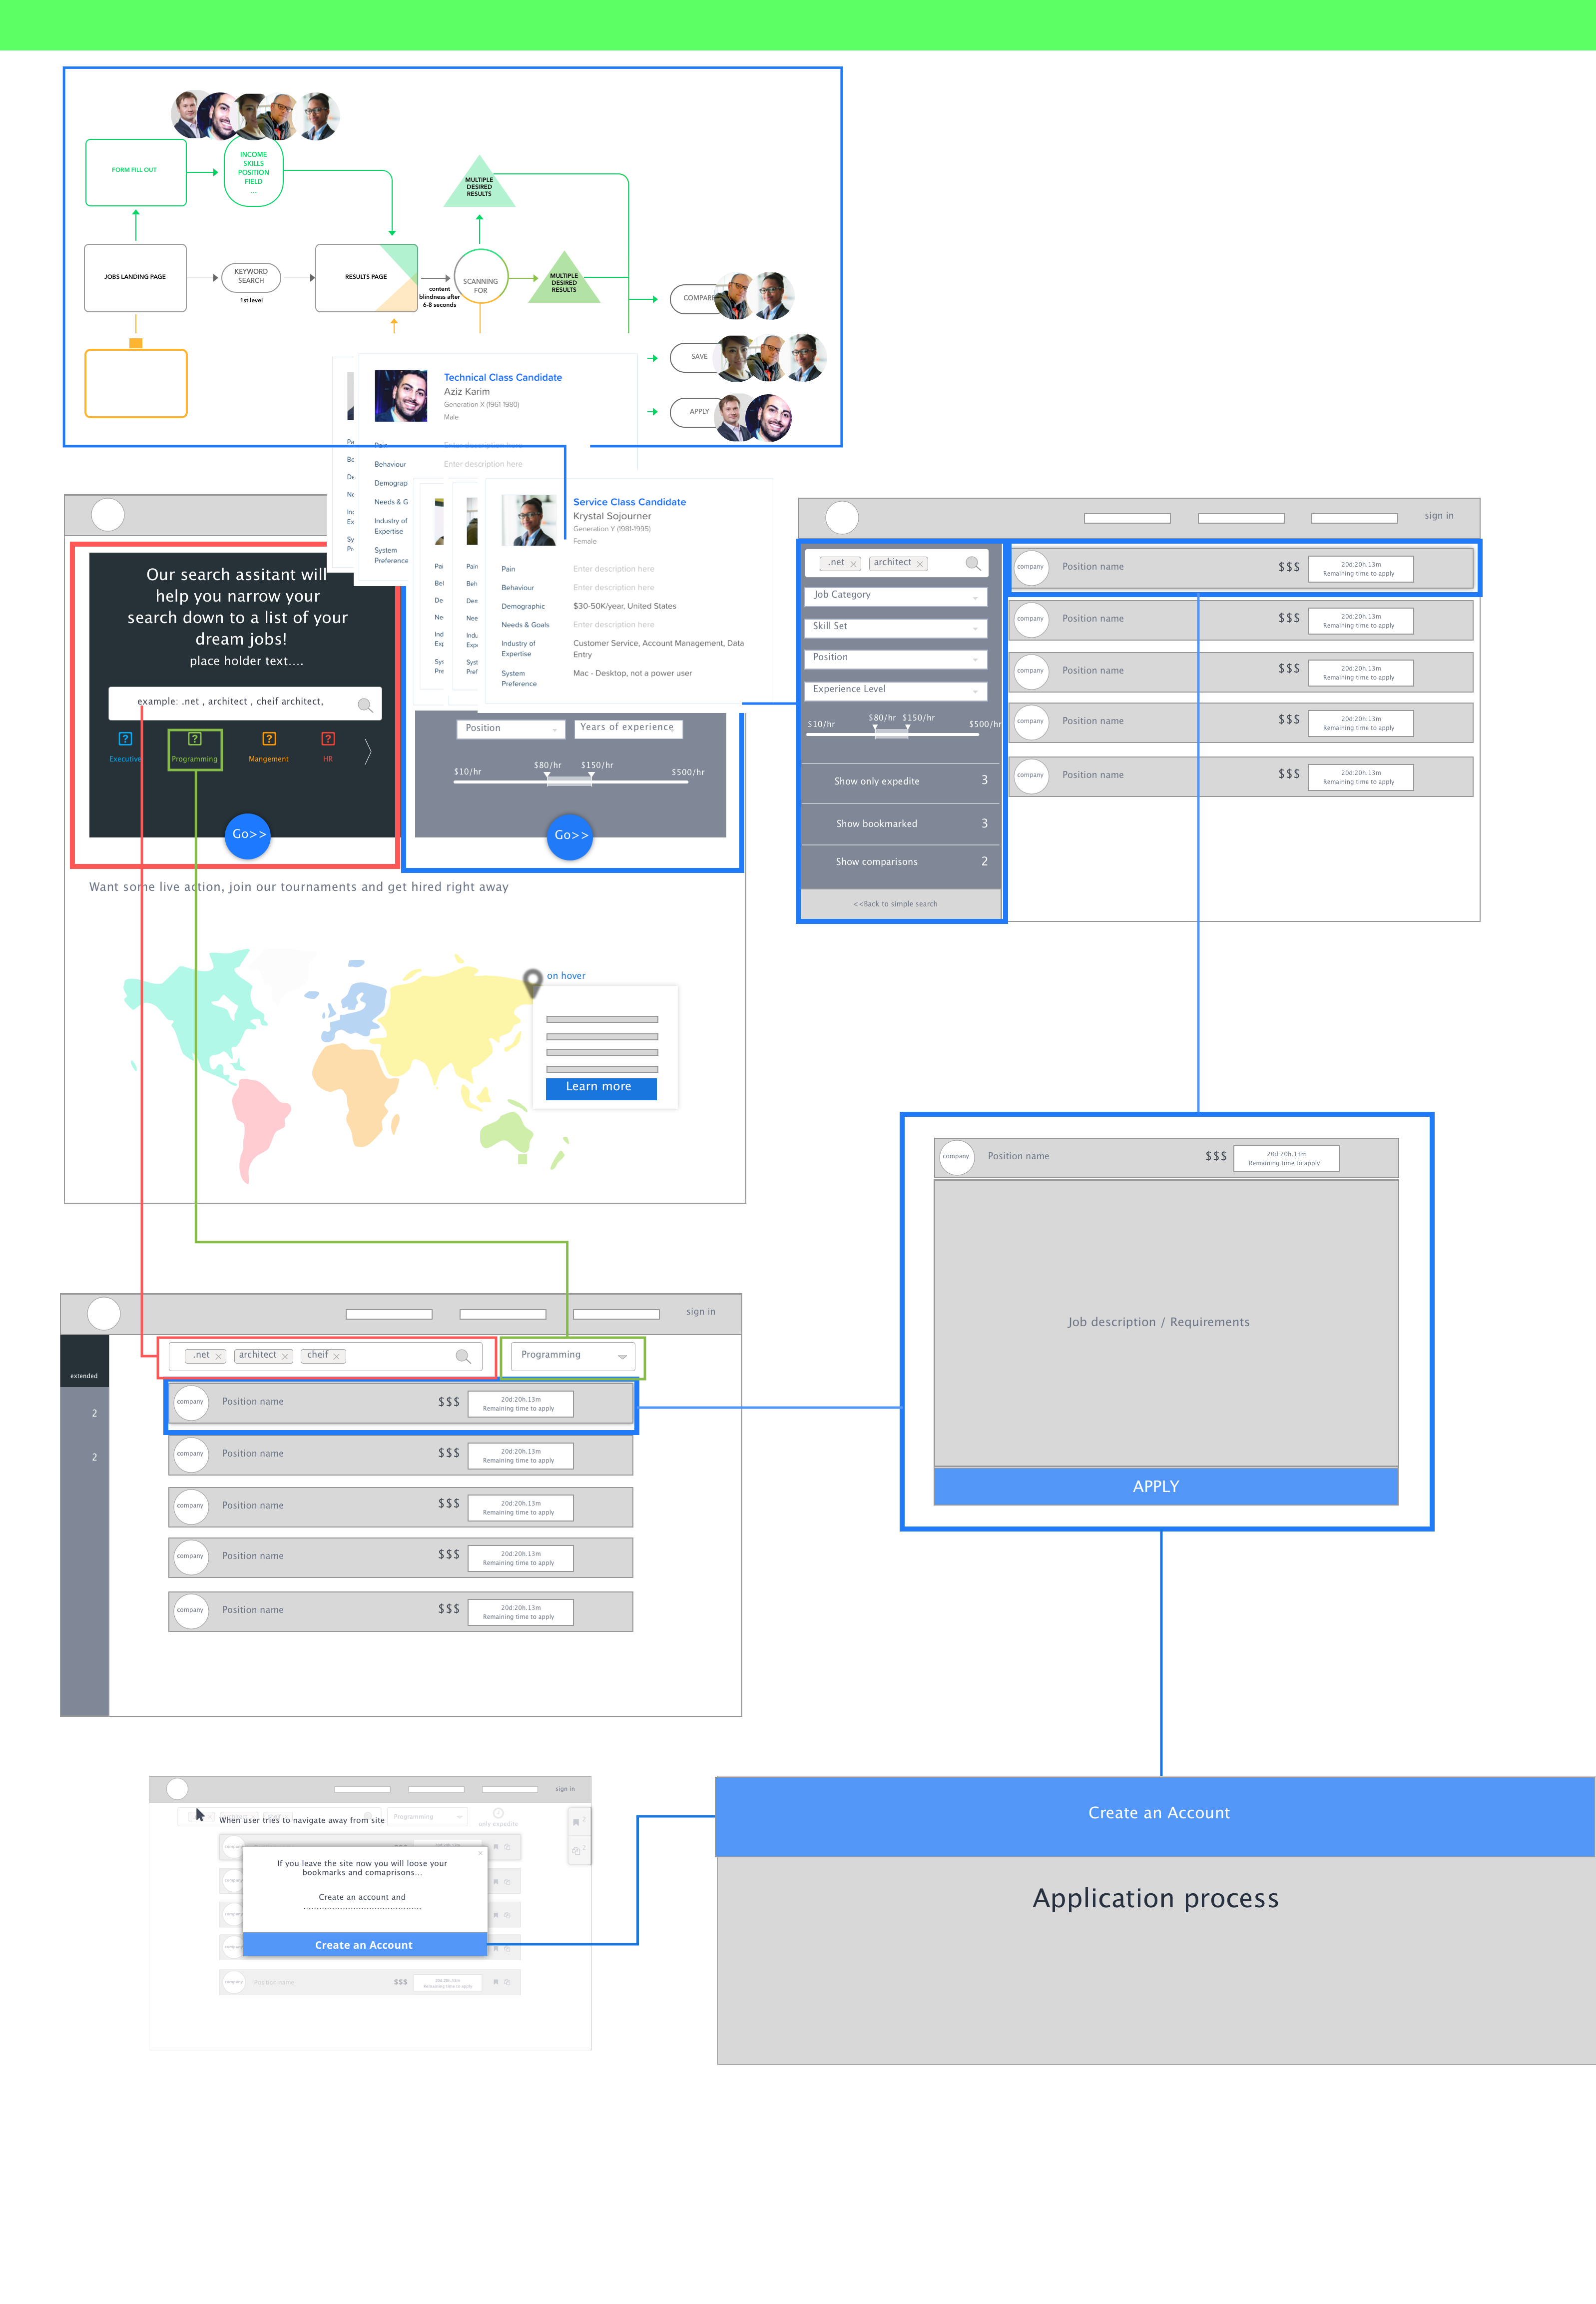 FORM FILL OUT
INCOME
SKILLS
POSITION
FIELD
...
MULTIPLE
DESIRED
RESULTS
JOBS LANDING PAGE
KEYWORD
SEARCH
1st level
RESULTS PAGE
content
blindness after
6-8 seconds
SCANNING
FOR
MULTIPLE
DESIRED
RESULTS
COMPARE
SAVE
APPLY
Technical Class Candidate
Aziz Karim
Generation X (1961-1980)
Male
Pain
Enter description here
Behaviour
Enter description here
Demograp
Needs & G
Industry of
Expertise
System
Preference
Service Class Candidate
Krystal Sojourner
Generation Y (1981-1995)
Female
Pain
Enter description here
Behaviour
Enter description here
Demographic
$30-50K/year, United States
Needs & Goals
Enter description here
Industry of
Expertise
Customer Service, Account Management, Data
Entry
System
Preference
Mac - Desktop, not a power user
Our search assitant will
help you narrow your
search down to a list of your
dream jobs!
place holder text....
example: .net , architect , cheif architect,
Executive
Programming
Mangement
HR
Go>>
Position
Years of experience
$10/hr
$80/hr
$150/hr
$500/hr
Go>>
Want some live action, join our tournaments and get hired right away
on hover
Learn more
sign in
.net
architect
Job Category
Skill Set
Position
Experience Level
$10/hr
$80/hr
$150/hr
$500/hr
Show only expedite 3
Show bookmarked 3
Show comparisons 2
<<Back to simple search
company
Position name
$$$
20d:20h.13m
Remaining time to apply
company
Position name
$$$
20d:20h.13m
Remaining time to apply
company
Position name
$$$
20d:20h.13m
Remaining time to apply
company
Position name
$$$
20d:20h.13m
Remaining time to apply
company
Position name
$$$
20d:20h.13m
Remaining time to apply
company
Position name
$$$
20d:20h.13m
Remaining time to apply
Job description / Requirements
APPLY
sign in
extended
2
2
.net
architect
cheif
Programming
company
Position name
$$$
20d:20h.13m
Remaining time to apply
company
Position name
$$$
20d:20h.13m
Remaining time to apply
company
Position name
$$$
20d:20h.13m
Remaining time to apply
company
Position name
$$$
20d:20h.13m
Remaining time to apply
company
Position name
$$$
20d:20h.13m
Remaining time to apply
sign in
When user tries to navigate away from site
Programming
only expedite
2
2
If you leave the site now you will loose your
bookmarks and comaprisons...
Create an account and
Create an Account
company
Position name
$$$
Remaining time to apply
Create an Account
Application process